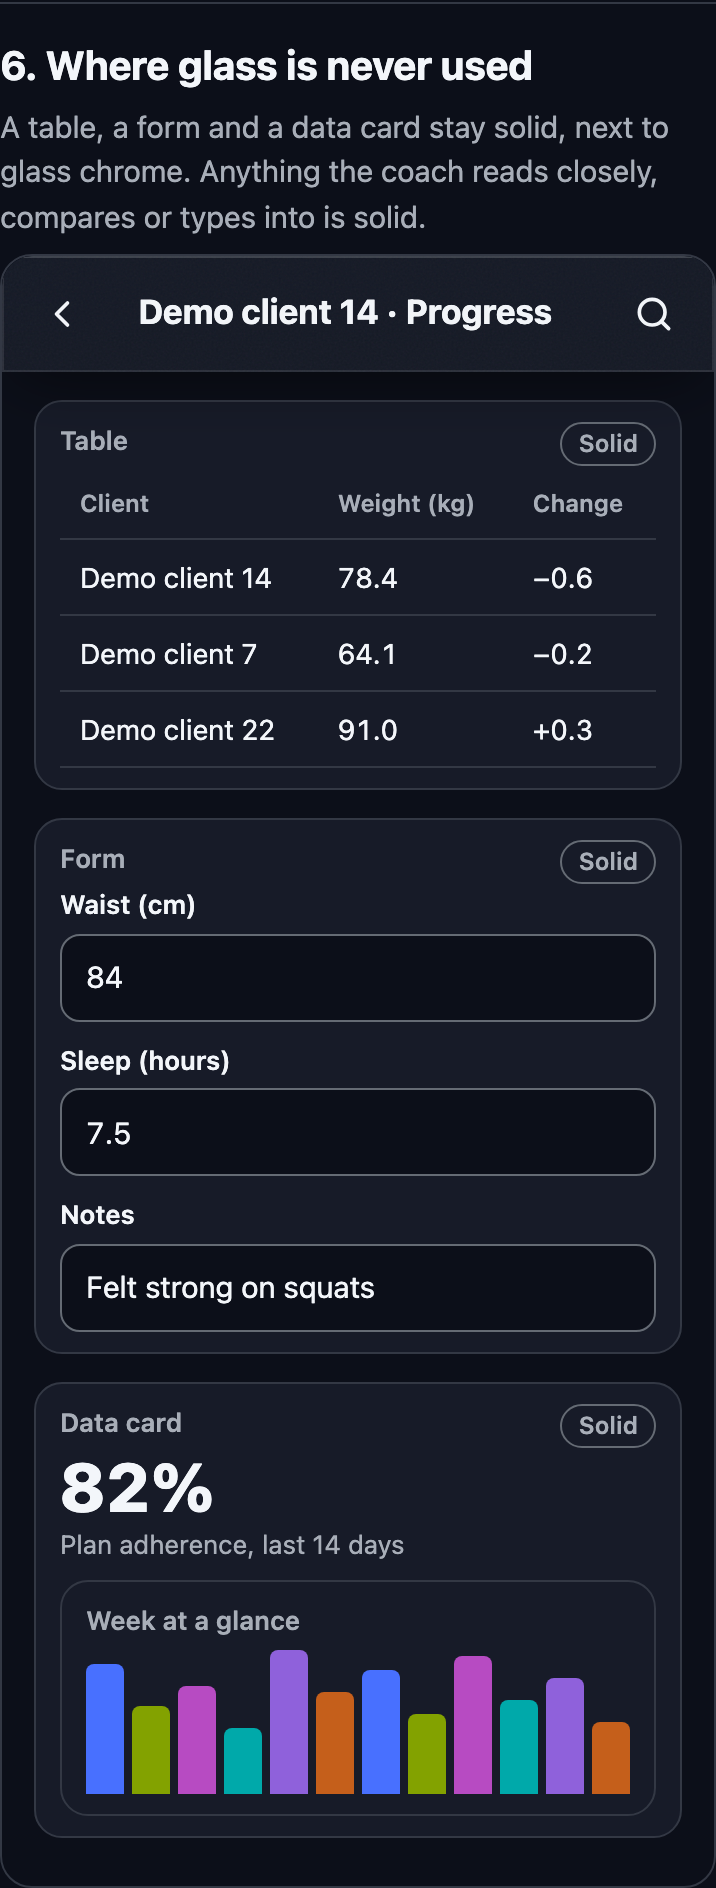 6. Where glass is never used
A table, a form and a data card stay solid, next to
glass chrome. Anything the coach reads closely,
compares or types into is solid.
Demo client 14 · Progress
Table
Solid
Client Weight (kg) Change
Demo client 14 78.4 −0.6
Demo client 7 64.1 −0.2
Demo client 22 91.0 +0.3
Form
Solid
Waist (cm)
84
Sleep (hours)
7.5
Notes
Felt strong on squats
Data card
Solid
82%
Plan adherence, last 14 days
Week at a glance